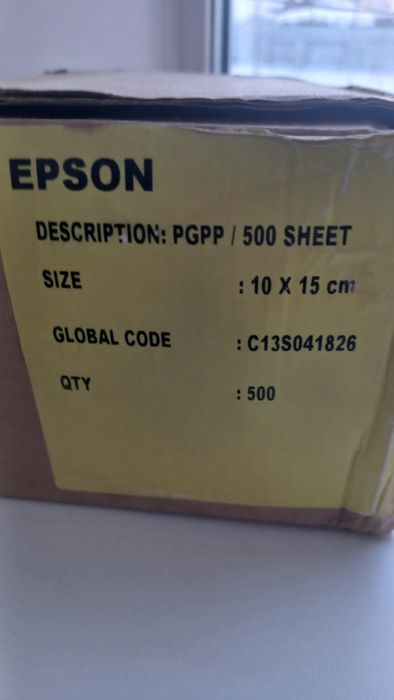 EPSON
DESCRIPTION: PGPP / 500 SHEET
SIZE : 10 X 15 cm
GLOBAL CODE : C13S041826
QTY : 500